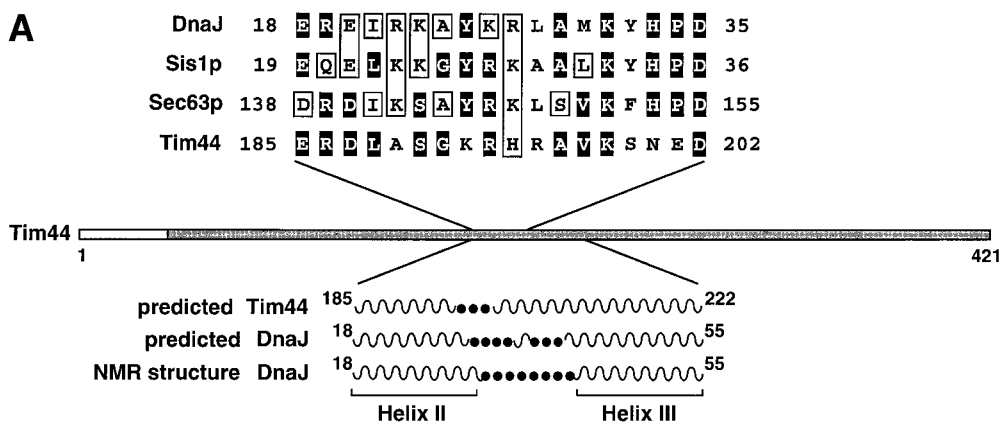 A
DnaJ 18 E R E I R K A Y K R L A M K Y H P D 35
Sis1p 19 E Q E L K K G Y R K A A L K Y H P D 36
Sec63p 138 D R D I K S A Y R K L S V K F H P D 155
Tim44 185 E R D L A S G K R H R A V K S N E D 202
Tim44
1 421
predicted Tim44 185 222
predicted DnaJ 18 55
NMR structure DnaJ 18 55
Helix II Helix III